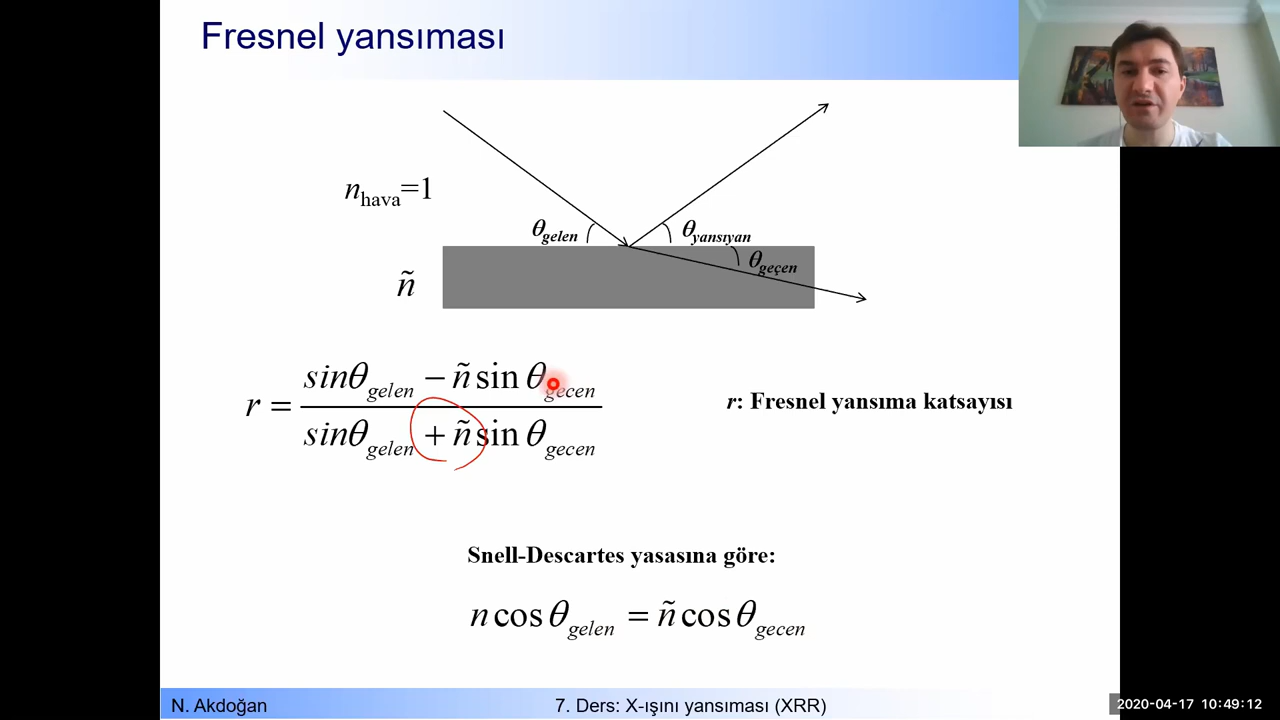 Fresnel yansıması
n_hava=1
θ_gelen
θ_yansıyan
θ_geçen
ñ
r = (sinθ_gelen − ñ sin θ_gecen) / (sinθ_gelen + ñ sin θ_gecen)
r: Fresnel yansıma katsayısı
Snell-Descartes yasasına göre:
n cos θ_gelen = ñ cos θ_gecen
N. Akdoğan
7. Ders: X-ışını yansıması (XRR)
2020-04-17 10:49:12